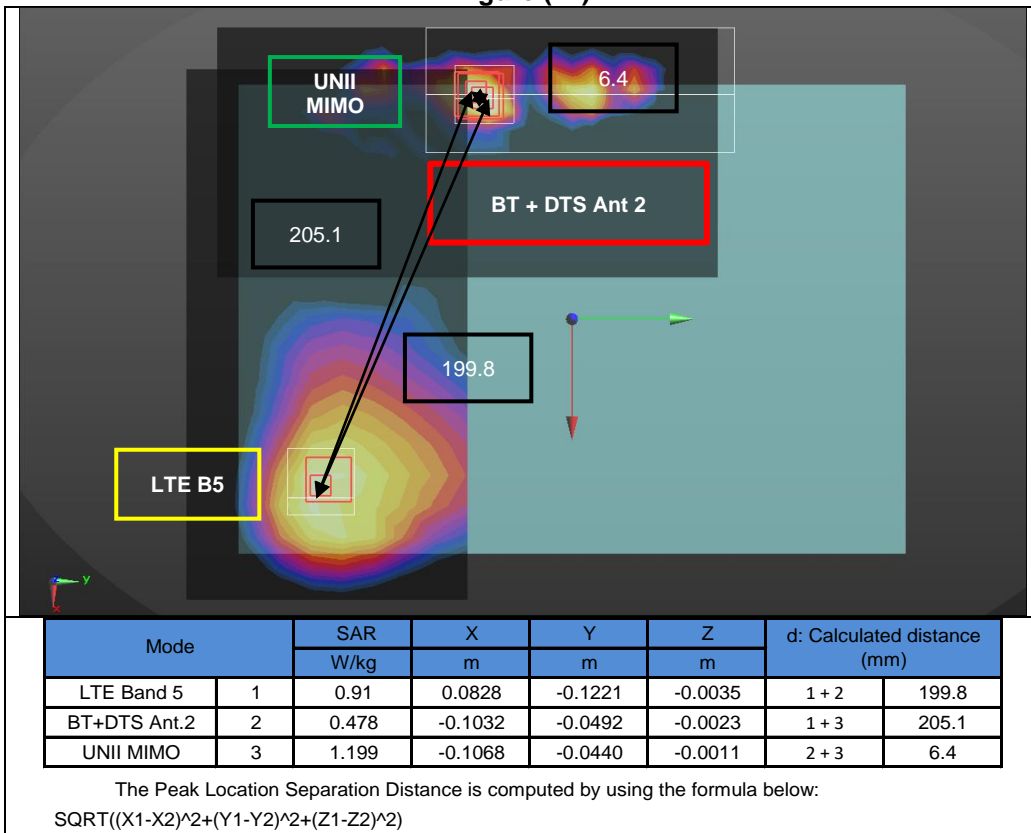 UNII
MIMO
6.4
BT + DTS Ant 2
205.1
199.8
LTE B5
y
x
Mode SAR X Y Z d: Calculated distance
(mm)
W/kg m m m
LTE Band 5 1 0.91 0.0828 -0.1221 -0.0035 1 + 2 199.8
BT+DTS Ant.2 2 0.478 -0.1032 -0.0492 -0.0023 1 + 3 205.1
UNII MIMO 3 1.199 -0.1068 -0.0440 -0.0011 2 + 3 6.4
The Peak Location Separation Distance is computed by using the formula below:
SQRT((X1-X2)^2+(Y1-Y2)^2+(Z1-Z2)^2)